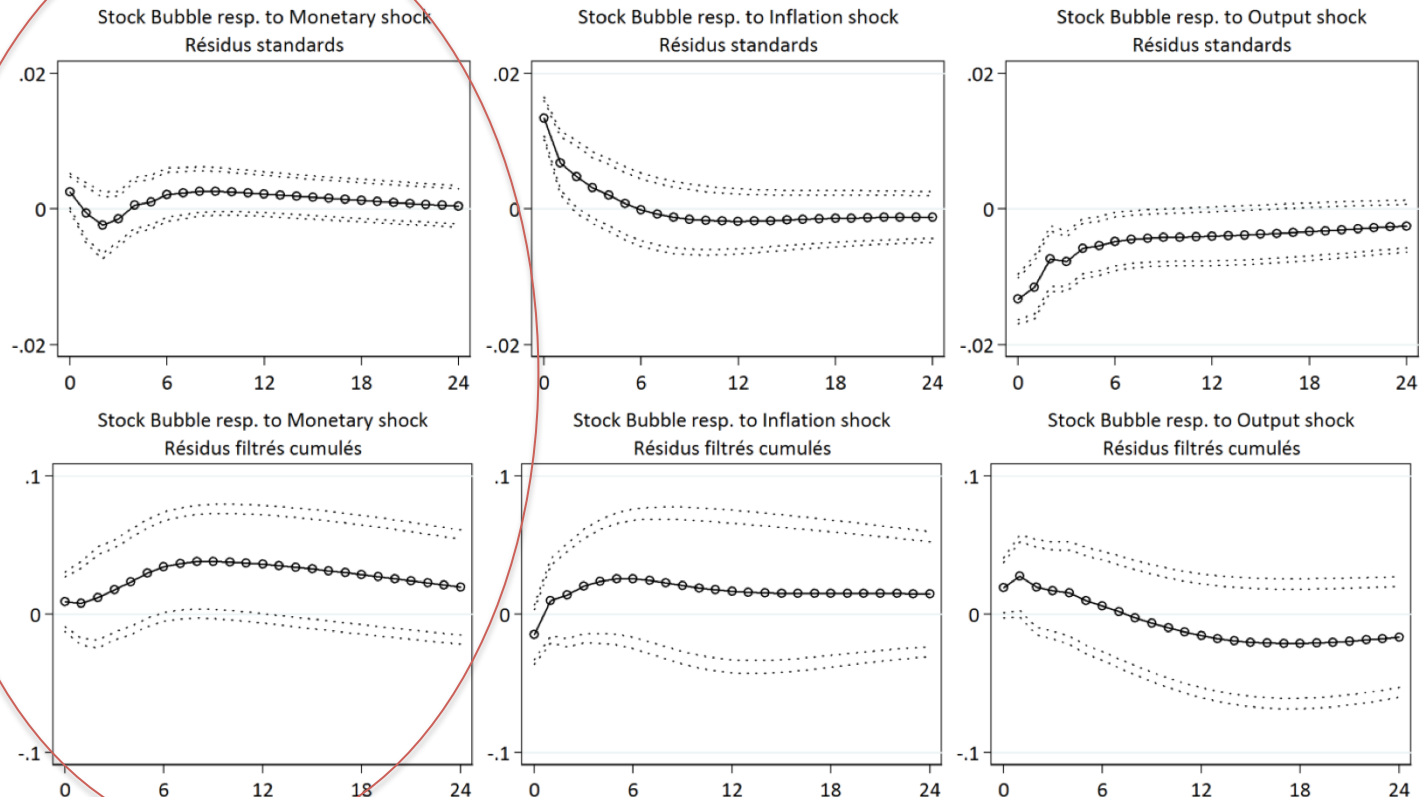 Stock Bubble resp. to Monetary shock
Résidus standards
.02
0
-.02
0 6 12 18 24
Stock Bubble resp. to Inflation shock
Résidus standards
.02
0
-.02
0 6 12 18 24
Stock Bubble resp. to Output shock
Résidus standards
.02
0
-.02
0 6 12 18 24
Stock Bubble resp. to Monetary shock
Résidus filtrés cumulés
.1
0
-.1
0 6 12 18 24
Stock Bubble resp. to Inflation shock
Résidus filtrés cumulés
.1
0
-.1
0 6 12 18 24
Stock Bubble resp. to Output shock
Résidus filtrés cumulés
.1
0
-.1
0 6 12 18 24